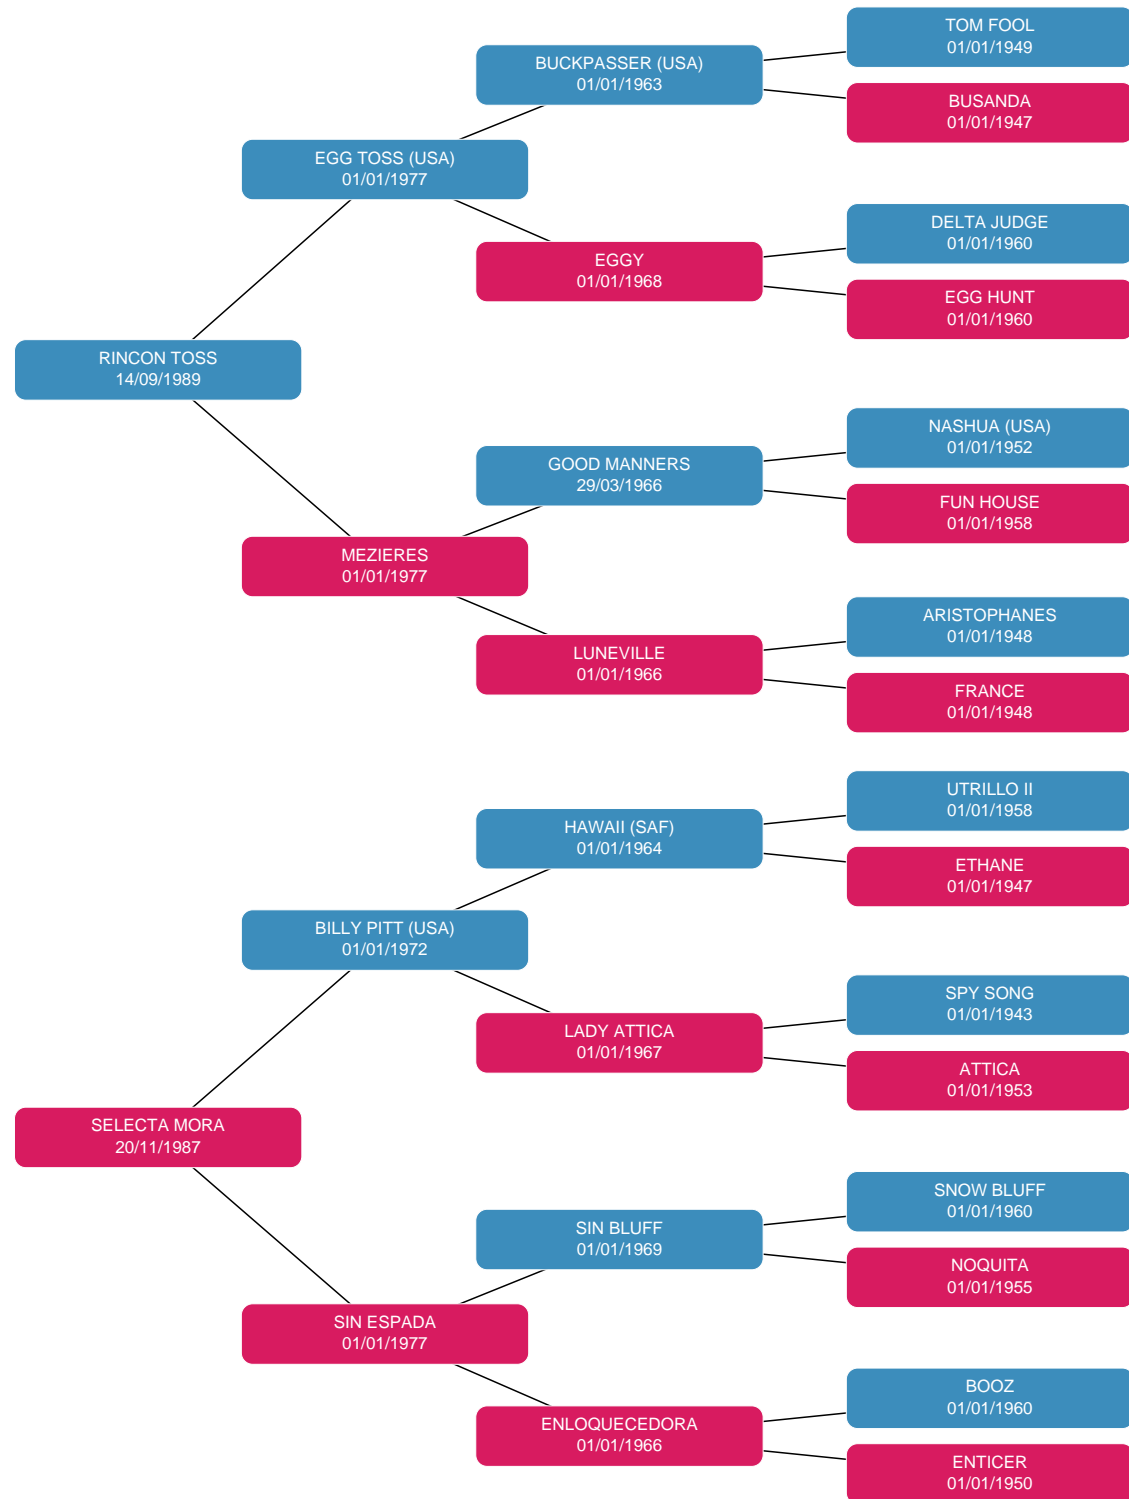 TOM FOOL
01/01/1949
BUCKPASSER (USA)
01/01/1963
BUSANDA
01/01/1947
EGG TOSS (USA)
01/01/1977
DELTA JUDGE
01/01/1960
EGGY
01/01/1968
EGG HUNT
01/01/1960
RINCON TOSS
14/09/1989
NASHUA (USA)
01/01/1952
GOOD MANNERS
29/03/1966
FUN HOUSE
01/01/1958
MEZIERES
01/01/1977
ARISTOPHANES
01/01/1948
LUNEVILLE
01/01/1966
FRANCE
01/01/1948
UTRILLO II
01/01/1958
HAWAII (SAF)
01/01/1964
ETHANE
01/01/1947
BILLY PITT (USA)
01/01/1972
SPY SONG
01/01/1943
LADY ATTICA
01/01/1967
ATTICA
01/01/1953
SELECTA MORA
20/11/1987
SNOW BLUFF
01/01/1960
SIN BLUFF
01/01/1969
NOQUITA
01/01/1955
SIN ESPADA
01/01/1977
BOOZ
01/01/1960
ENLOQUECEDORA
01/01/1966
ENTICER
01/01/1950